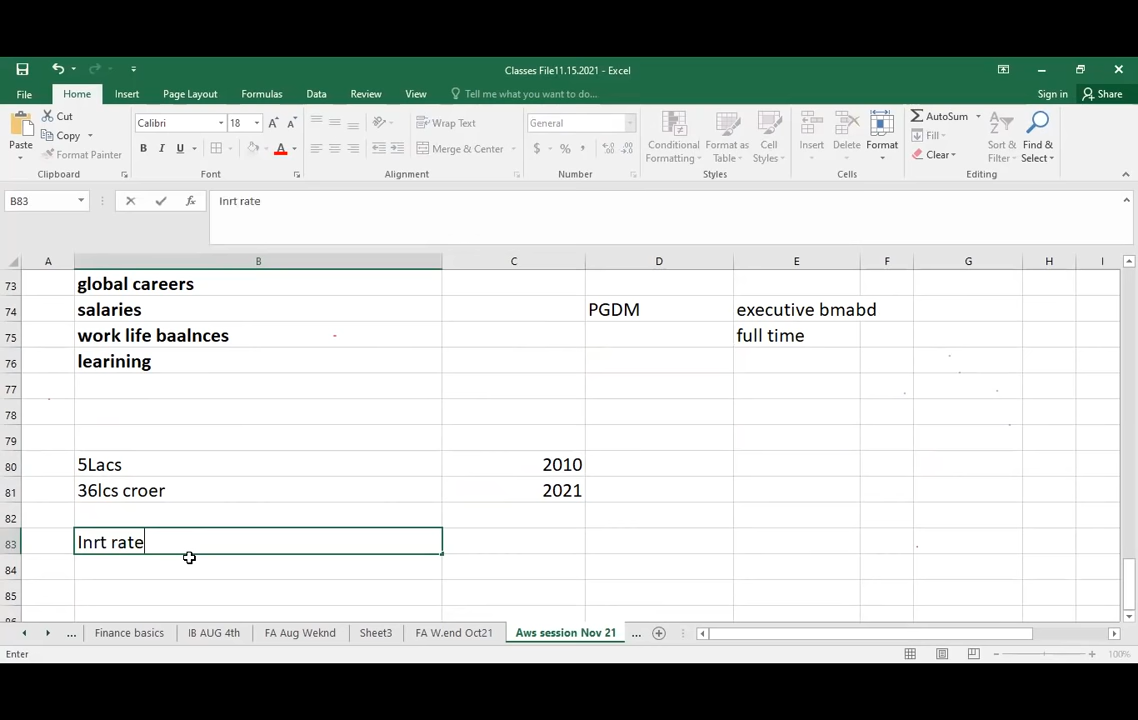 Classes File11.15.2021 - Excel
File Home Insert Page Layout Formulas Data Review View Tell me what you want to do... Sign in Share
Paste Cut Copy Format Painter
Calibri 18
B I U
Wrap Text
Merge & Center
General
$ % ,
Conditional Formatting
Format as Table
Cell Styles
Insert Delete Format
AutoSum Fill Clear
Sort & Filter
Find & Select
Clipboard Font Alignment Number Styles Cells Editing
B83 fx Inrt rate
A B C D E F G H I
73 global careers
74 salaries PGDM executive bmabd
75 work life baalnces full time
76 learining
77
78
79
80 5Lacs 2010
81 36lcs croer 2021
82
83 Inrt rate
84
85
86
... Finance basics IB AUG 4th FA Aug Weknd Sheet3 FA W.end Oct21 Aws session Nov 21 ...
Enter 100%